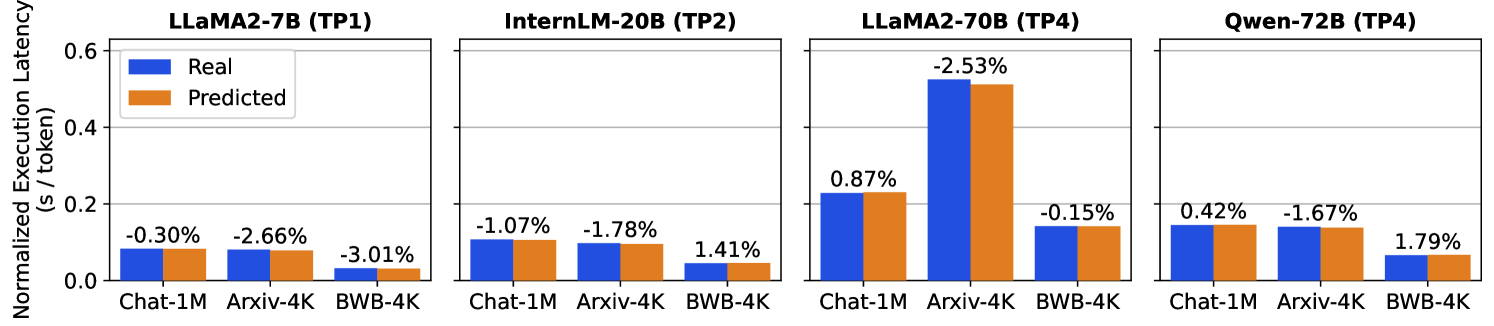 Normalized Execution Latency
(s / token)
LLaMA2-7B (TP1)
0.6
0.4
0.2
0.0
Real
Predicted
-0.30%
-2.66%
-3.01%
Chat-1M
Arxiv-4K
BWB-4K
InternLM-20B (TP2)
-1.07%
-1.78%
1.41%
Chat-1M
Arxiv-4K
BWB-4K
LLaMA2-70B (TP4)
0.87%
-2.53%
-0.15%
Chat-1M
Arxiv-4K
BWB-4K
Qwen-72B (TP4)
0.42%
-1.67%
1.79%
Chat-1M
Arxiv-4K
BWB-4K